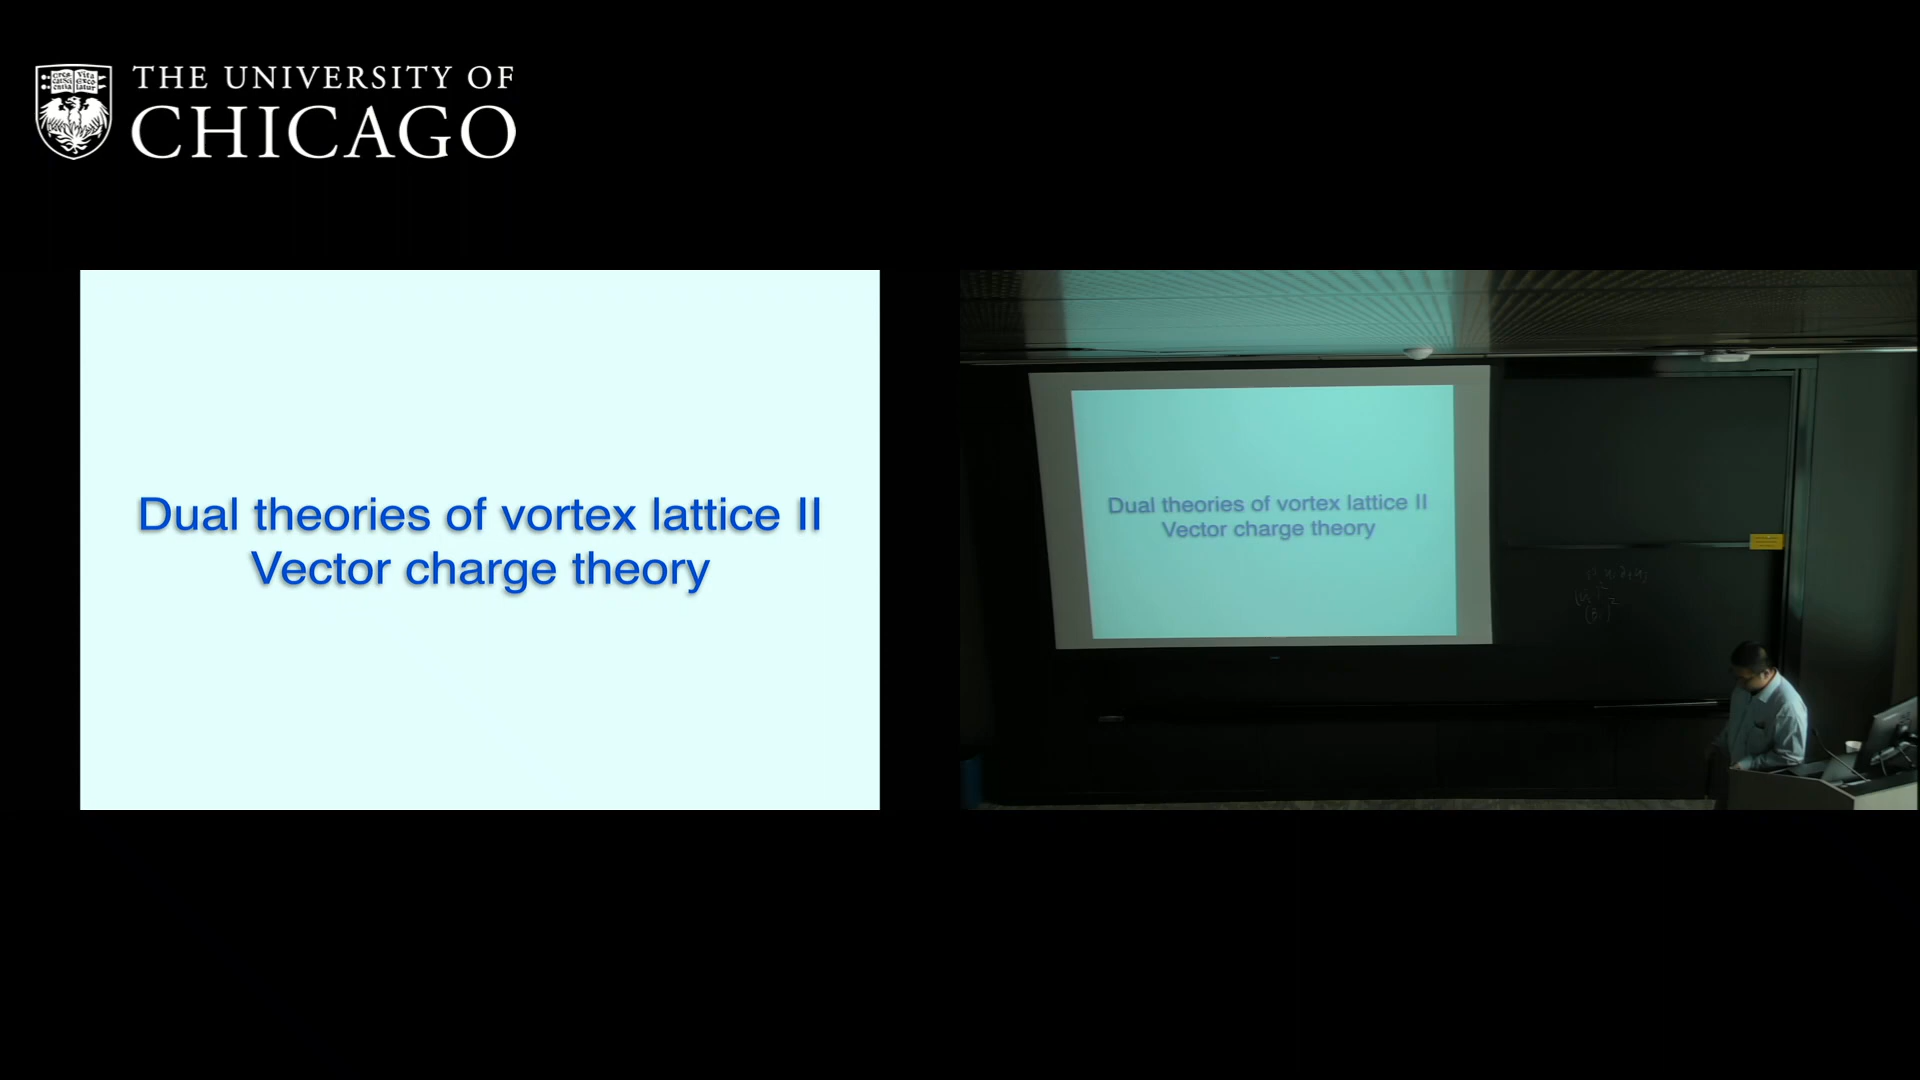 THE UNIVERSITY OF
CHICAGO
Dual theories of vortex lattice II
Vector charge theory
Dual theories of vortex lattice II
Vector charge theory